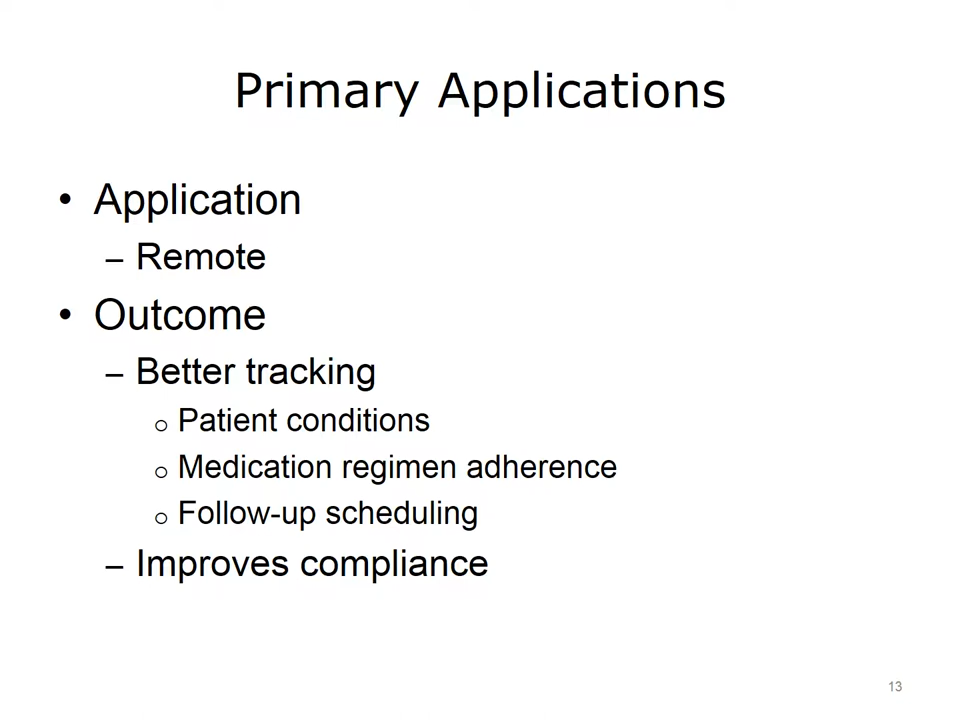 Primary Applications
• Application
– Remote
• Outcome
– Better tracking
o Patient conditions
o Medication regimen adherence
o Follow-up scheduling
– Improves compliance
13